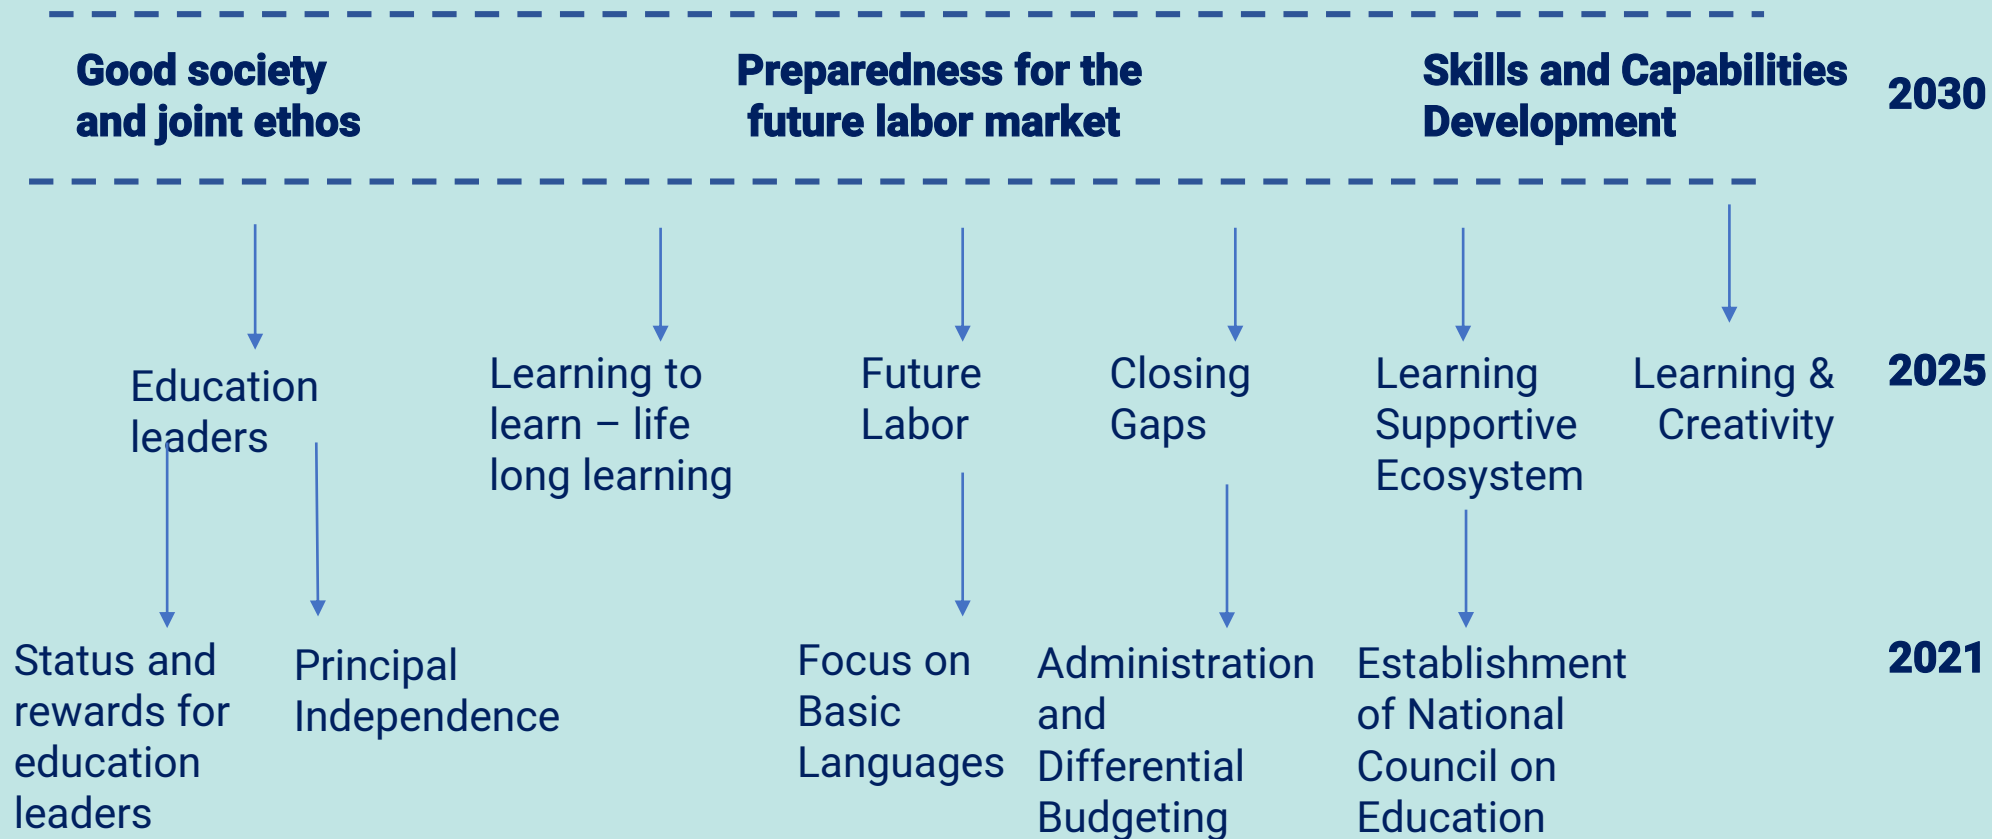 Good society
and joint ethos
Preparedness for the
future labor market
Skills and Capabilities
Development
2030
Education
leaders
Learning to
learn – life
long learning
Future
Labor
Closing
Gaps
Learning
Supportive
Ecosystem
Learning &
Creativity
2025
Status and
rewards for
education
leaders
Principal
Independence
Focus on
Basic
Languages
Administration
and
Differential
Budgeting
Establishment
of National
Council on
Education
2021